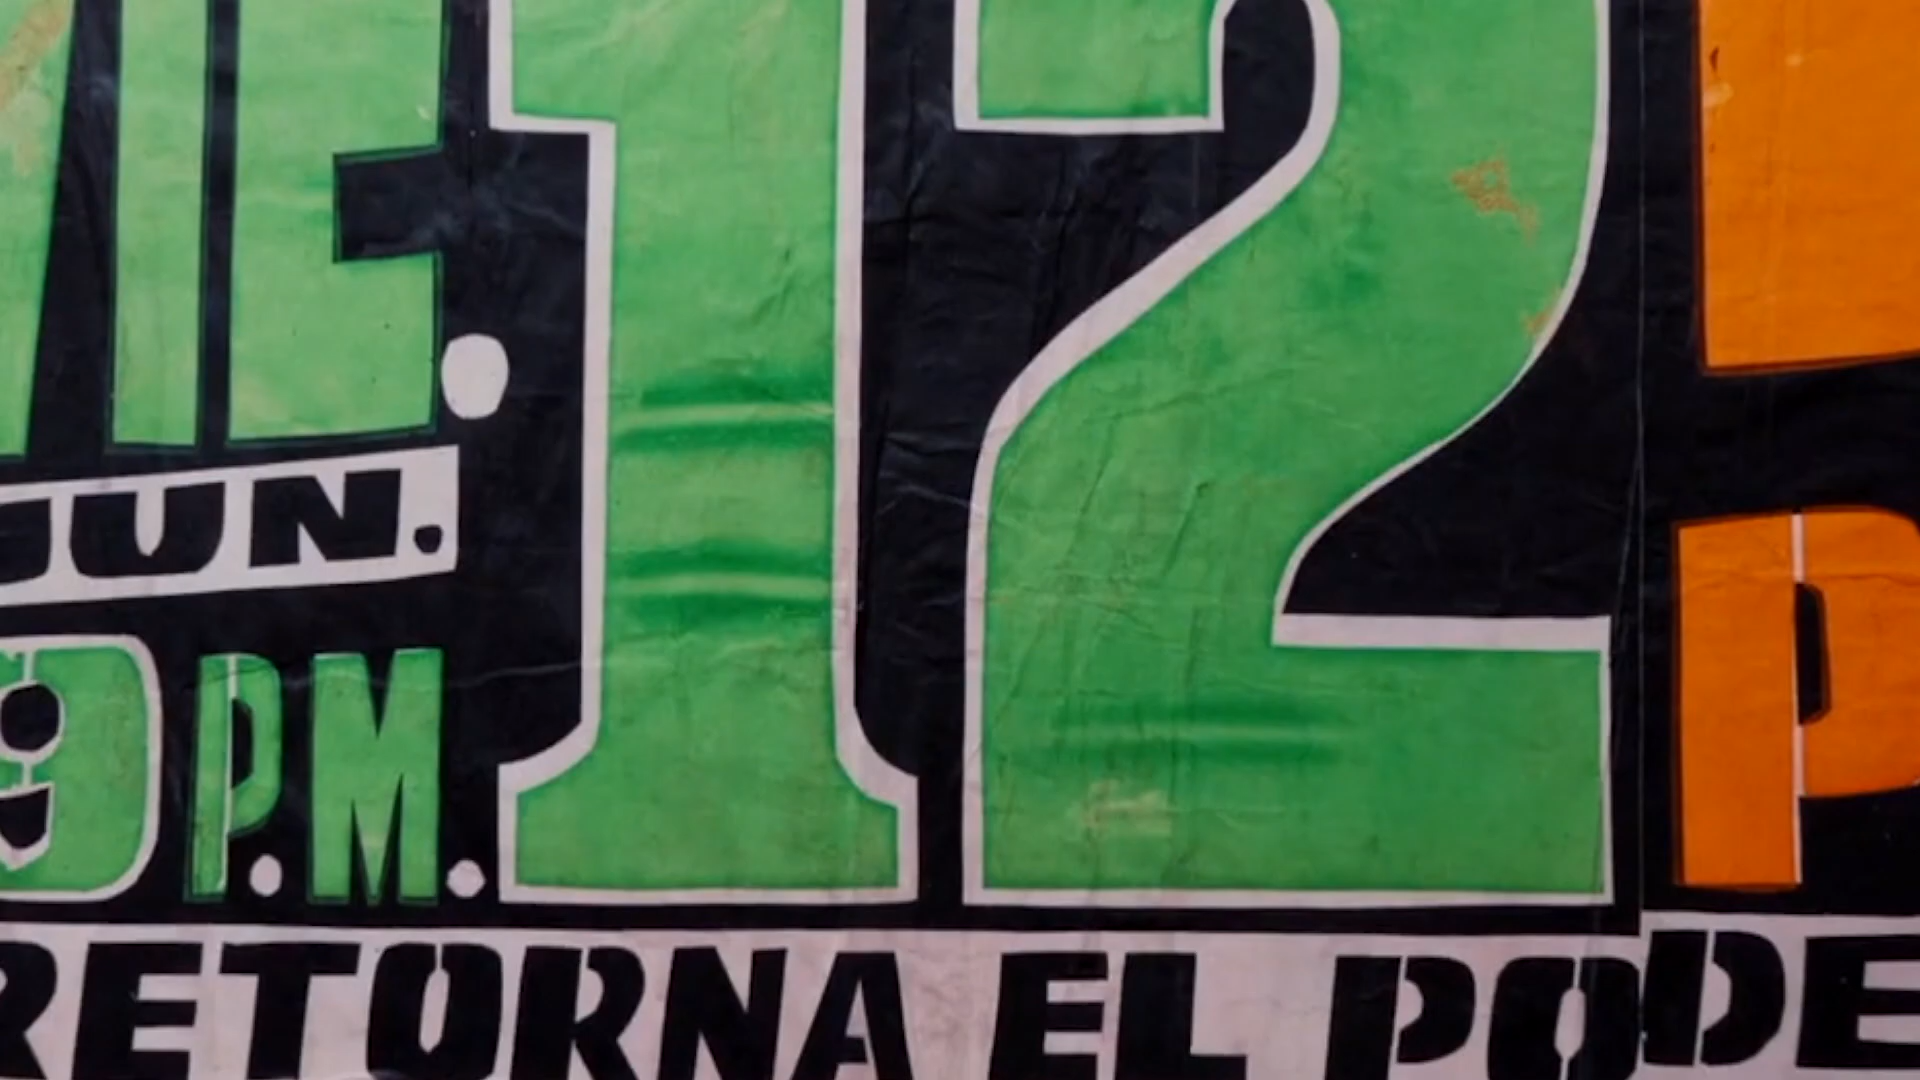 VIE. 12
JUN.
9 P.M.
RETORNA EL PODE